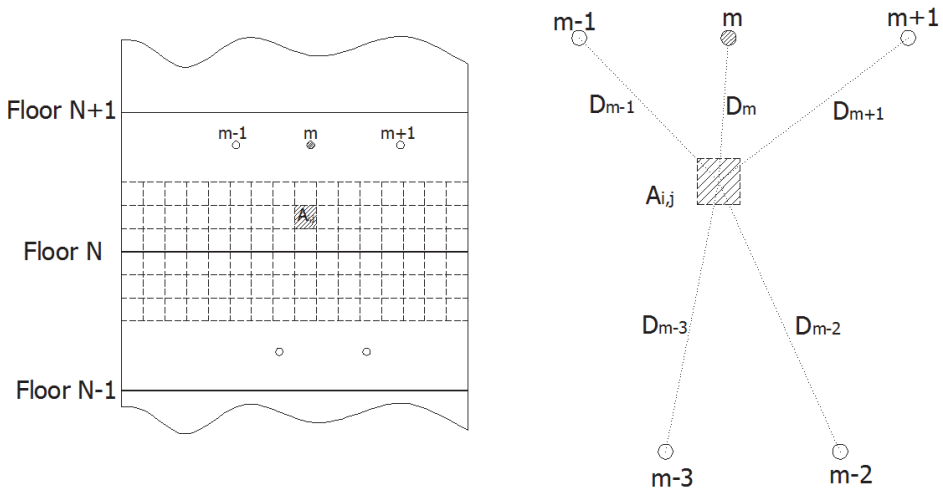 Floor N+1
m-1 m m+1
A
Floor N
Floor N-1
m-1 m m+1
Dm-1 Dm Dm+1
Ai,j
Dm-3 Dm-2
m-3 m-2